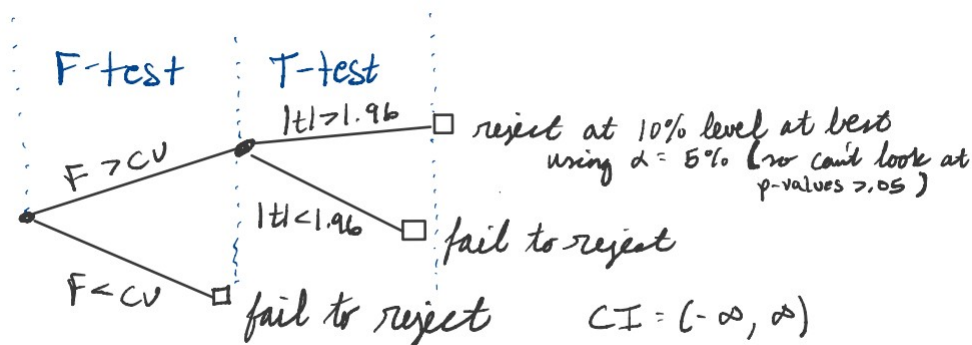 F-test
T-test
|t|>1.96
reject at 10% level at best
using α = 5% (so can't look at
p-values >.05)
F > CV
|t|<1.96
fail to reject
F < CV
fail to reject
CI = (-∞, ∞)